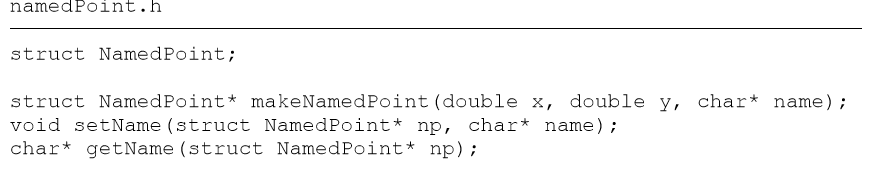 namedPoint.h
struct NamedPoint;
struct NamedPoint* makeNamedPoint(double x, double y, char* name);
void setName(struct NamedPoint* np, char* name);
char* getName(struct NamedPoint* np);